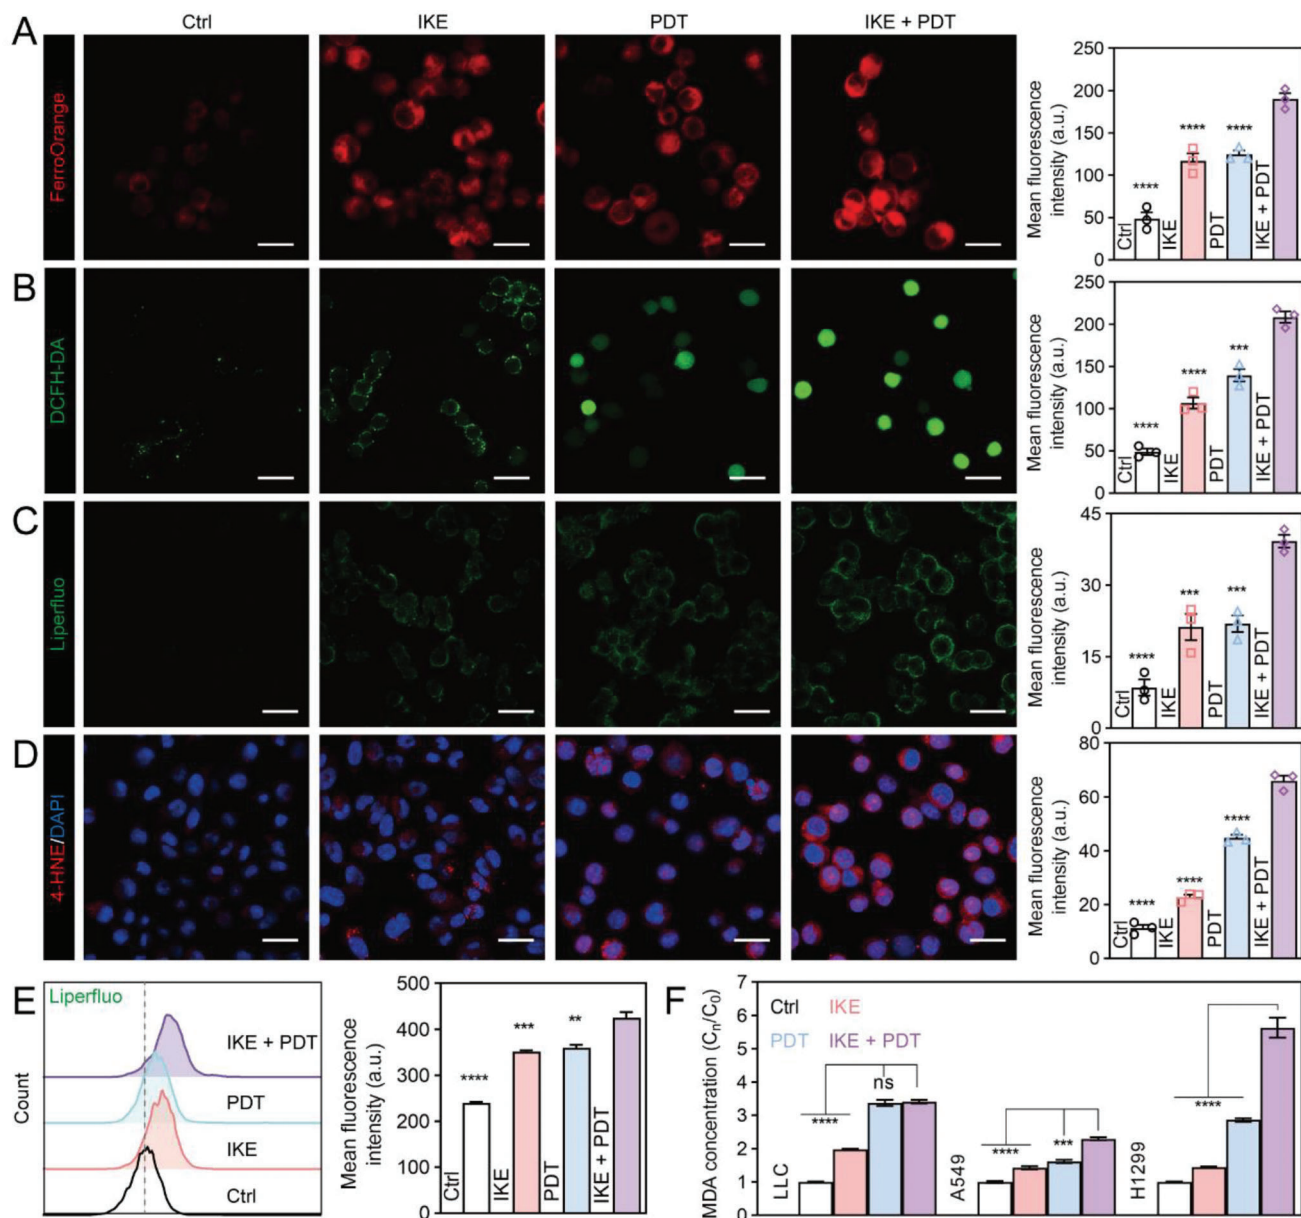 Ctrl IKE PDT IKE + PDT
A
FerroOrange
Mean fluorescence
intensity (a.u.)
250
200
150
100
50
0
**** **** ****
Ctrl IKE PDT IKE + PDT
B
DCFH-DA
Mean fluorescence
intensity (a.u.)
250
200
150
100
50
0
**** **** ***
Ctrl IKE PDT IKE + PDT
C
Liperfluo
Mean fluorescence
intensity (a.u.)
45
30
15
0
**** *** ***
Ctrl IKE PDT IKE + PDT
D
4-HNE/DAPI
Mean fluorescence
intensity (a.u.)
80
60
40
20
0
**** **** ****
Ctrl IKE PDT IKE + PDT
E
Liperfluo
Count
IKE + PDT
PDT
IKE
Ctrl
Mean fluorescence
intensity (a.u.)
500
400
300
200
100
0
**** *** **
Ctrl IKE PDT IKE + PDT
F
MDA concentration (Cn/C0)
7
6
5
4
3
2
1
0
Ctrl IKE
PDT IKE + PDT
**** ns
**** ***
****
LLC A549 H1299